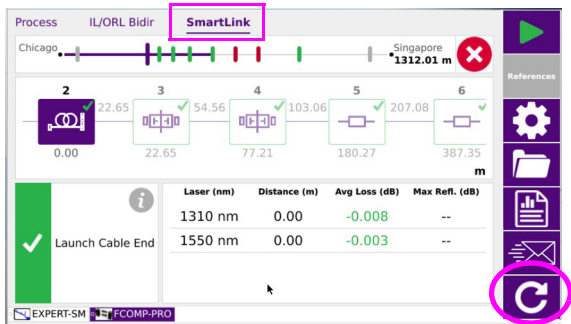 Process IL/ORL Bidir SmartLink
Chicago Singapore
1312.01 m
References
2 3 4 5 6
22.65 54.56 103.06 207.08
0.00 22.65 77.21 180.27 387.35
m
Laser (nm) Distance (m) Avg Loss (dB) Max Refl. (dB)
1310 nm 0.00 -0.008 --
Launch Cable End
1550 nm 0.00 -0.003 --
EXPERT-SM FCOMP-PRO